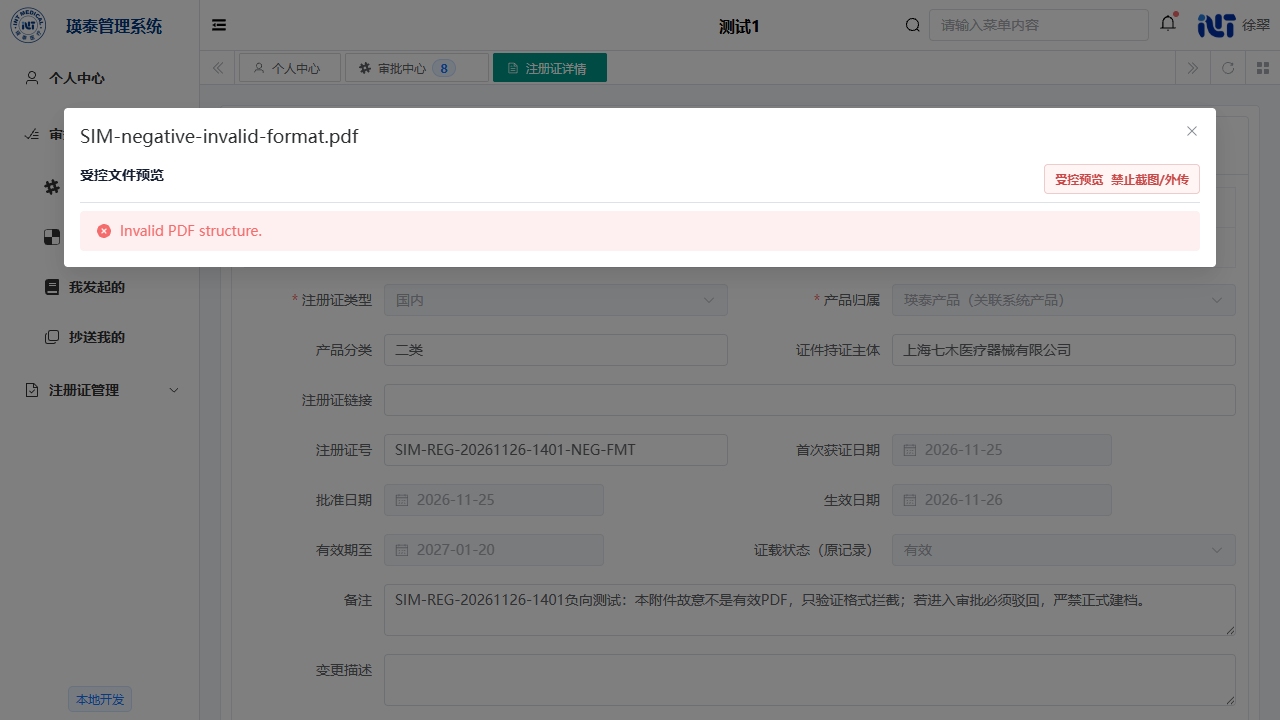 瑛泰管理系统
测试1
请输入菜单内容
徐翠
个人中心
个人中心
审批中心 8
注册证详情
审
SIM-negative-invalid-format.pdf
受控文件预览
受控预览 禁止截图/外传
Invalid PDF structure.
我发起的
抄送我的
注册证管理
* 注册证类型 国内
* 产品归属 瑛泰产品（关联系统产品）
产品分类 二类
证件持证主体 上海七木医疗器械有限公司
注册证链接
注册证号 SIM-REG-20261126-1401-NEG-FMT
首次获证日期 2026-11-25
批准日期 2026-11-25
生效日期 2026-11-26
有效期至 2027-01-20
证载状态（原记录） 有效
备注 SIM-REG-20261126-1401负向测试：本附件故意不是有效PDF，只验证格式拦截；若进入审批必须驳回，严禁正式建档。
变更描述
本地开发